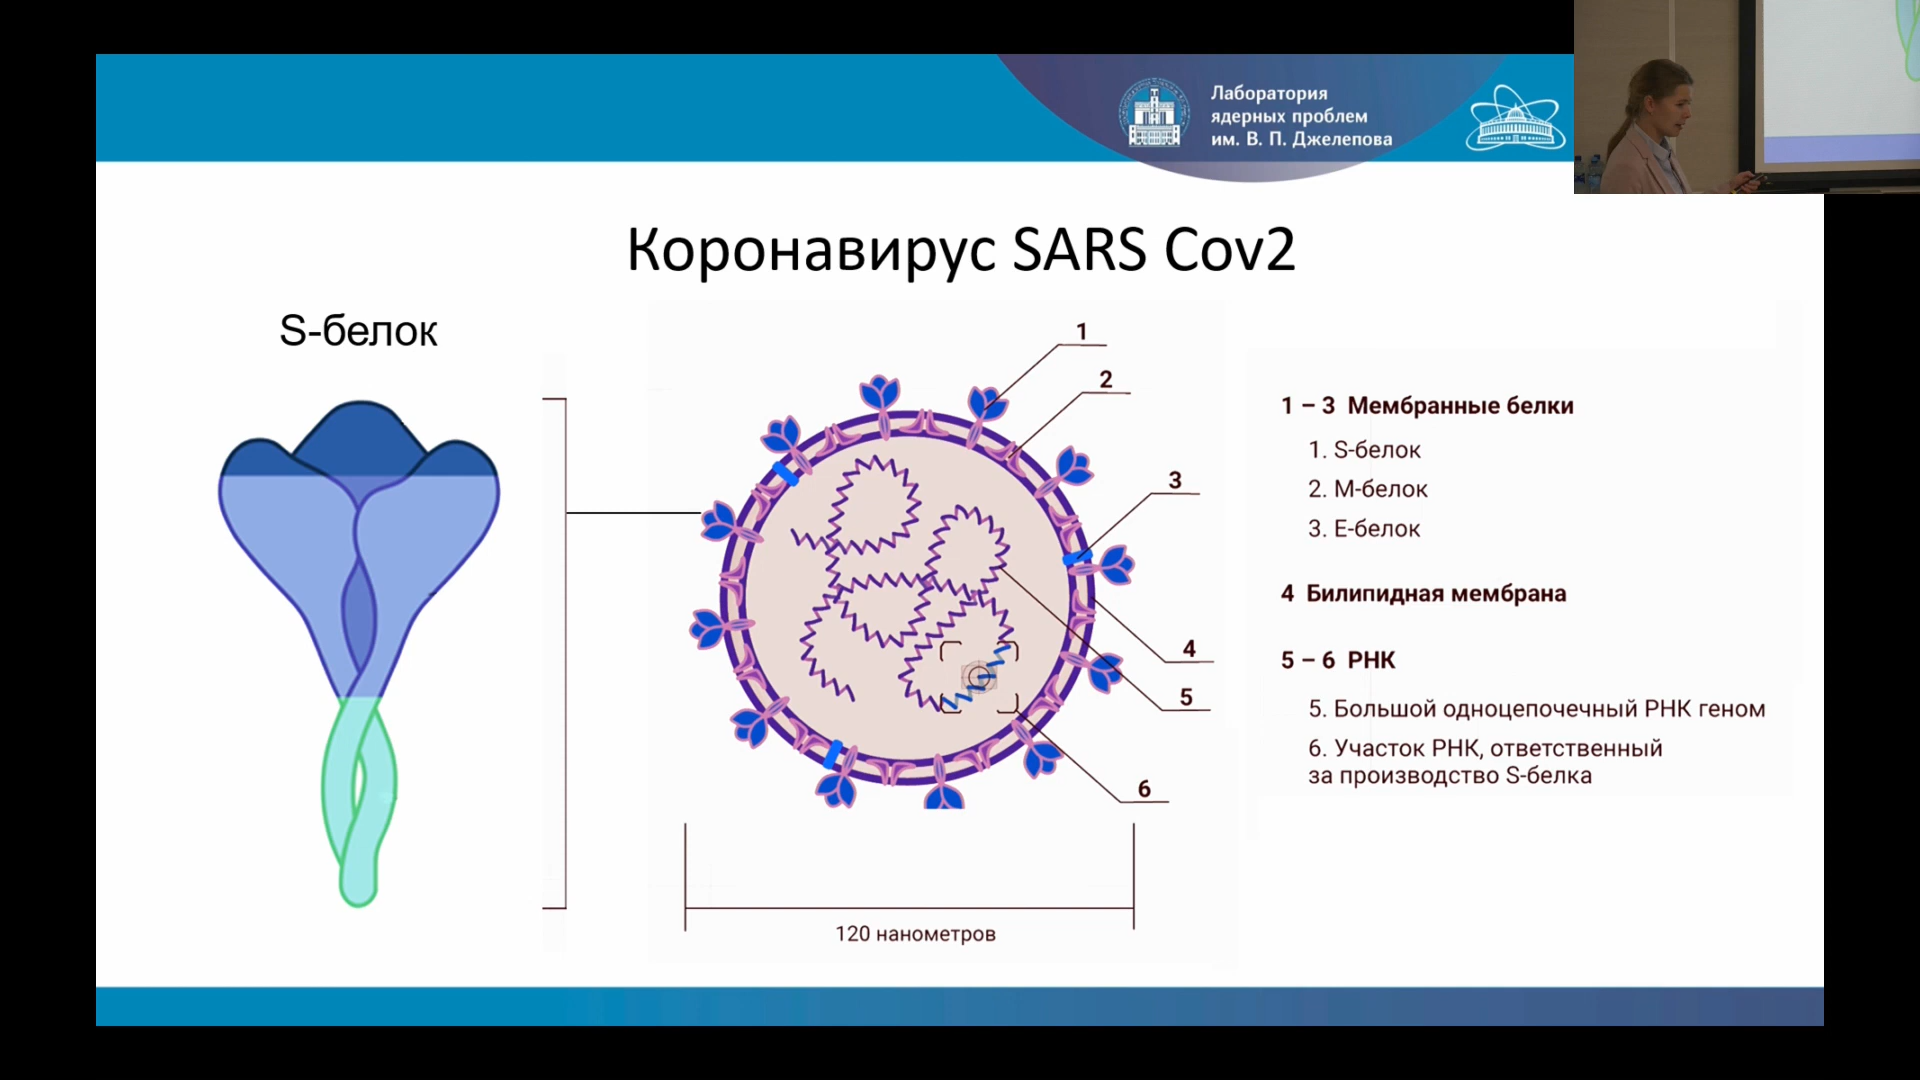 Лаборатория
ядерных проблем
им. В. П. Джелепова
Коронавирус SARS Cov2
S-белок
1
2
3
4
5
6
120 нанометров
1 – 3 Мембранные белки
1. S-белок
2. М-белок
3. Е-белок
4 Билипидная мембрана
5 – 6 РНК
5. Большой одноцепочечный РНК геном
6. Участок РНК, ответственный
за производство S-белка